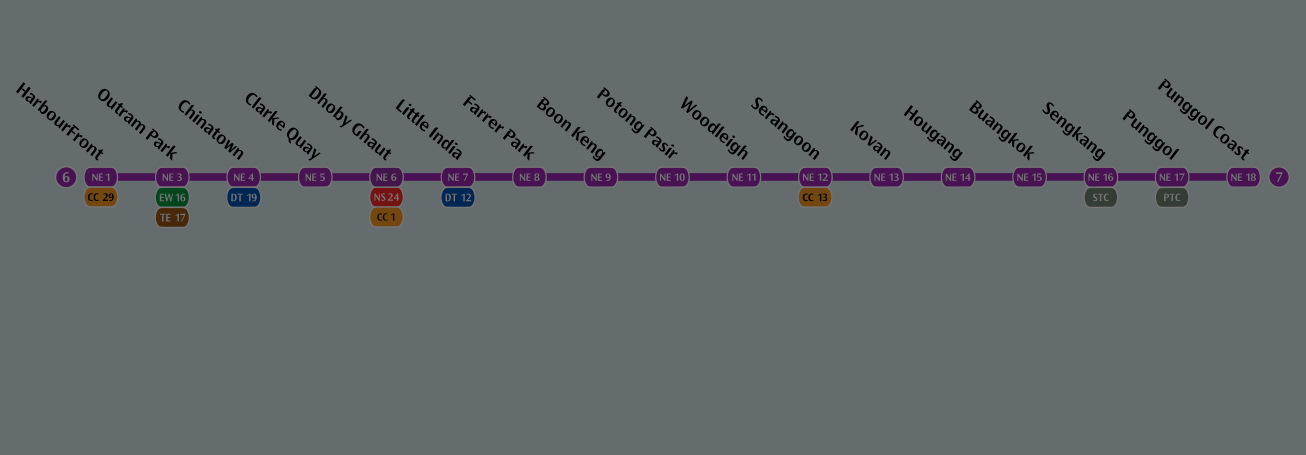 HarbourFront
Outram Park
Chinatown
Clarke Quay
Dhoby Ghaut
Little India
Farrer Park
Boon Keng
Potong Pasir
Woodleigh
Serangoon
Kovan
Hougang
Buangkok
Sengkang
Punggol
Punggol Coast
6 NE 1 NE 3 NE 4 NE 5 NE 6 NE 7 NE 8 NE 9 NE 10 NE 11 NE 12 NE 13 NE 14 NE 15 NE 16 NE 17 NE 18 7
CC 29 EW 16 DT 19 NS 24 DT 12 CC 13 STC PTC
TE 17 CC 1